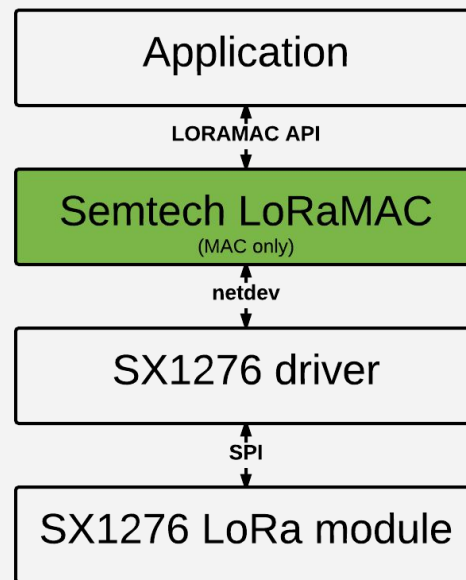 Application
LORAMAC API
Semtech LoRaMAC
(MAC only)
netdev
SX1276 driver
SPI
SX1276 LoRa module